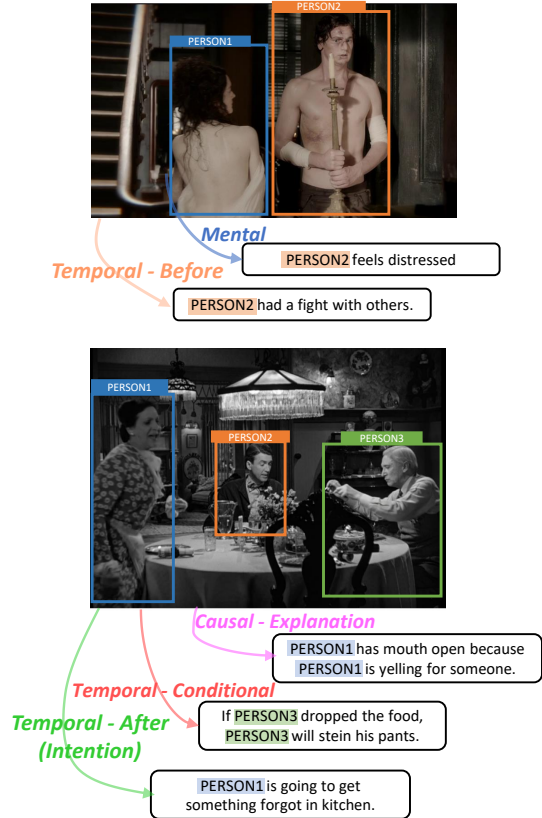 PERSON2
PERSON1
Mental
PERSON2 feels distressed
Temporal - Before
PERSON2 had a fight with others.
PERSON1
PERSON2
PERSON3
Causal - Explanation
PERSON1 has mouth open because
PERSON1 is yelling for someone.
Temporal - Conditional
If PERSON3 dropped the food,
PERSON3 will stein his pants.
Temporal - After
(Intention)
PERSON1 is going to get
something forgot in kitchen.